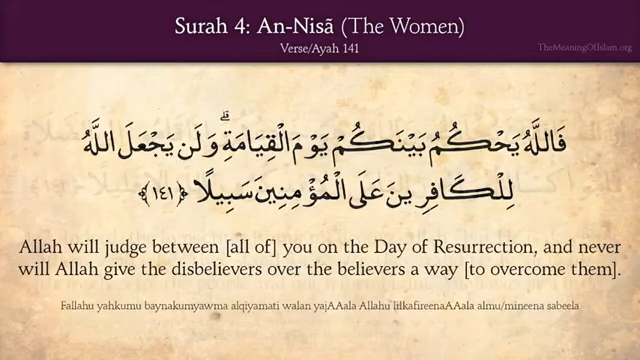 Surah 4: An-Nisã (The Women)
Verse/Ayah 141
TheMeaningOfIslam.org
فَاللَّهُ يَحْكُمُ بَيْنَكُمْ يَوْمَ الْقِيَامَةِ ۗ وَلَن يَجْعَلَ اللَّهُ
لِلْكَافِرِينَ عَلَى الْمُؤْمِنِينَ سَبِيلًا ﴿١٤١﴾
Allah will judge between [all of] you on the Day of Resurrection, and never
will Allah give the disbelievers over the believers a way [to overcome them].
Fallahu yahkumu baynakumyawma alqiyamati walan yajAAala Allahu lilkafireenaAAala almu/mineena sabeela